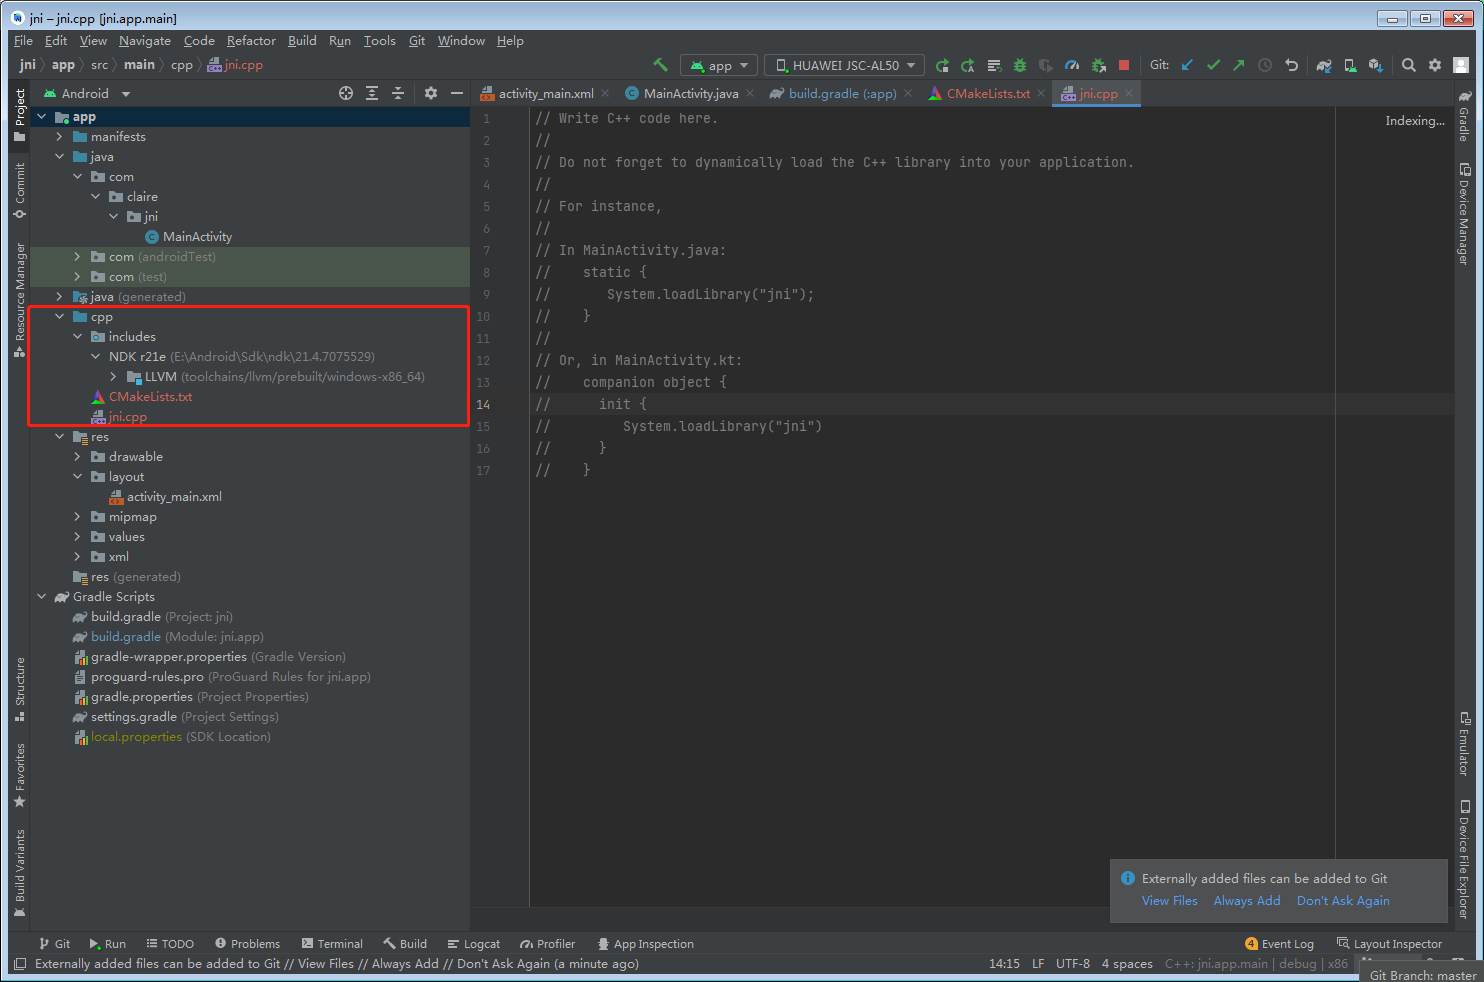 jni – jni.cpp [jni.app.main]
File Edit View Navigate Code Refactor Build Run Tools Git Window Help
jni app src main cpp jni.cpp
app HUAWEI JSC-AL50 Git:
Project
Commit
Resource Manager
Structure
Favorites
Build Variants
Android
activity_main.xml MainActivity.java build.gradle (:app) CMakeLists.txt jni.cpp
app
manifests
java
com
claire
jni
MainActivity
com (androidTest)
com (test)
java (generated)
cpp
includes
NDK r21e (E:\Android\Sdk\ndk\21.4.7075529)
LLVM (toolchains/llvm/prebuilt/windows-x86_64)
CMakeLists.txt
jni.cpp
res
drawable
layout
activity_main.xml
mipmap
values
xml
res (generated)
Gradle Scripts
build.gradle (Project: jni)
build.gradle (Module: jni.app)
gradle-wrapper.properties (Gradle Version)
proguard-rules.pro (ProGuard Rules for jni.app)
gradle.properties (Project Properties)
settings.gradle (Project Settings)
local.properties (SDK Location)
1 // Write C++ code here.
2 //
3 // Do not forget to dynamically load the C++ library into your application.
4 //
5 // For instance,
6 //
7 // In MainActivity.java:
8 //    static {
9 //       System.loadLibrary("jni");
10 //    }
11 //
12 // Or, in MainActivity.kt:
13 //    companion object {
14 //      init {
15 //         System.loadLibrary("jni")
16 //      }
17 //    }
Indexing...
Gradle
Device Manager
Emulator
Device File Explorer
Externally added files can be added to Git
View Files Always Add Don't Ask Again
Git Run TODO Problems Terminal Build Logcat Profiler App Inspection 4 Event Log Layout Inspector
Externally added files can be added to Git // View Files // Always Add // Don't Ask Again (a minute ago) 14:15 LF UTF-8 4 spaces C++: jni.app.main | debug | x86
Git Branch: master